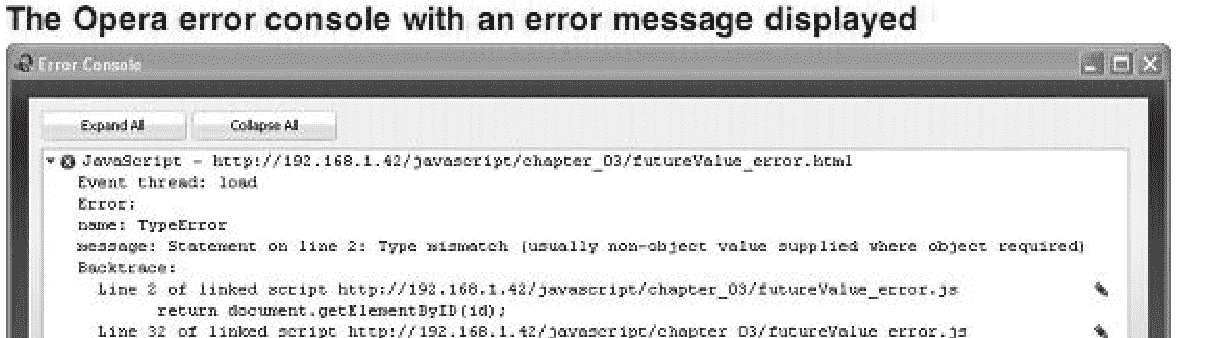 The Opera error console with an error message displayed
Error Console
Expand All Collapse All
JavaScript - http://192.168.1.42/javascript/chapter_03/futureValue_error.html
Event thread: load
Error:
name: TypeError
message: Statement on line 2: Type mismatch (usually non-object value supplied where object required)
Backtrace:
Line 2 of linked script http://192.168.1.42/javascript/chapter_03/futureValue_error.js
return document.getElementByID(id);
Line 32 of linked script http://192.168.1.42/javascript/chapter_03/futureValue_error.js